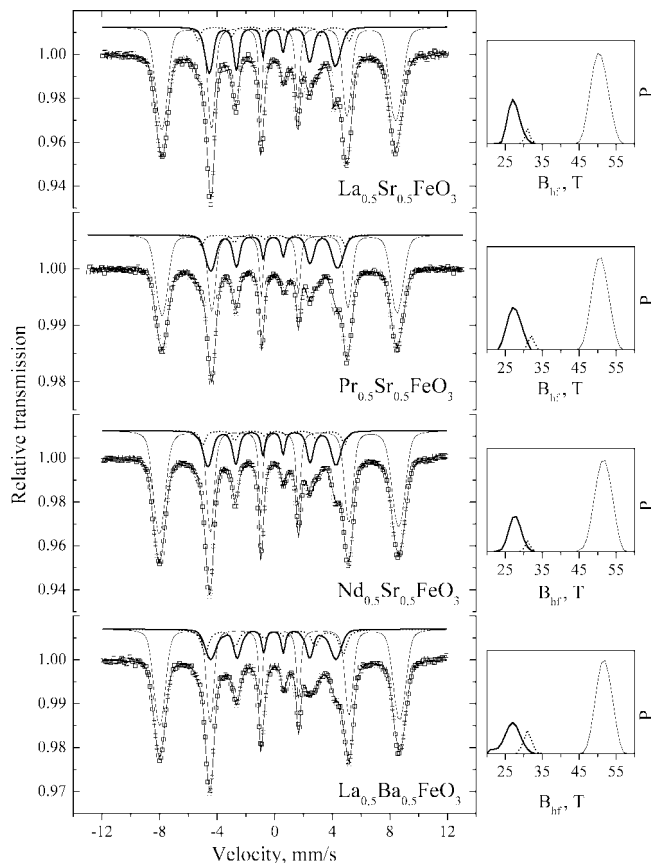 1.00
0.98
0.96
0.94
La0.5Sr0.5FeO3
P
25 35 45 55
Bhf, T
1.00
0.99
0.98
Pr0.5Sr0.5FeO3
P
25 35 45 55
Bhf, T
Relative transmission
1.00
0.98
0.96
0.94
Nd0.5Sr0.5FeO3
P
25 35 45 55
Bhf, T
1.00
0.99
0.98
0.97
La0.5Ba0.5FeO3
P
25 35 45 55
Bhf, T
-12 -8 -4 0 4 8 12
Velocity, mm/s